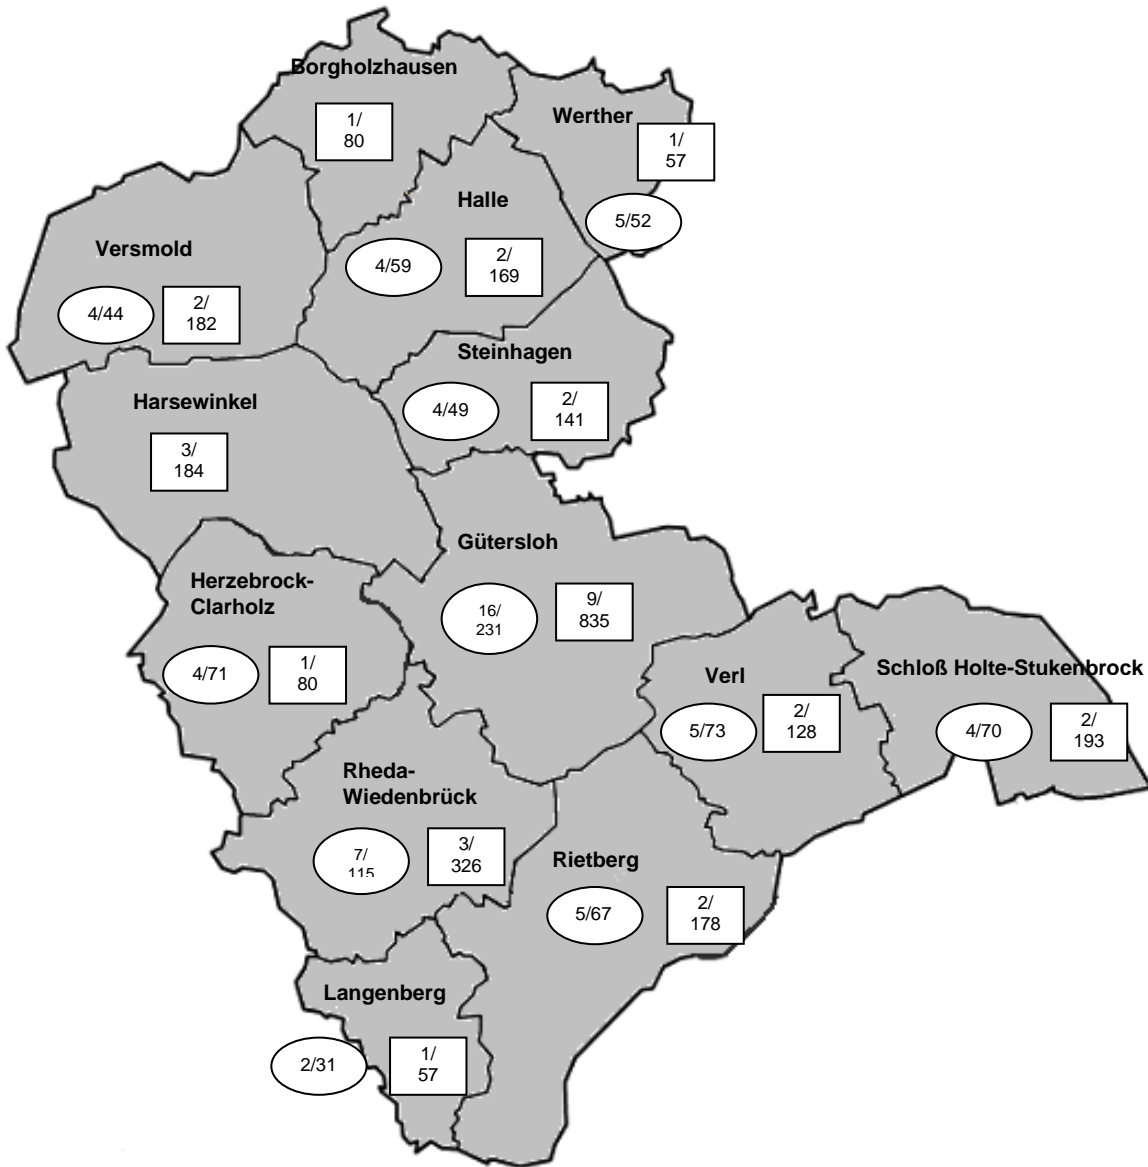 Borgholzhausen
1/
80
Werther
1/
57
5/52
Halle
4/59
2/
169
Versmold
4/44
2/
182
Steinhagen
4/49
2/
141
Harsewinkel
3/
184
Gütersloh
16/
231
9/
835
Herzebrock-
Clarholz
4/71
1/
80
Verl
5/73
2/
128
Schloß Holte-Stukenbrock
4/70
2/
193
Rheda-
Wiedenbrück
7/
115
3/
326
Rietberg
5/67
2/
178
Langenberg
2/31
1/
57